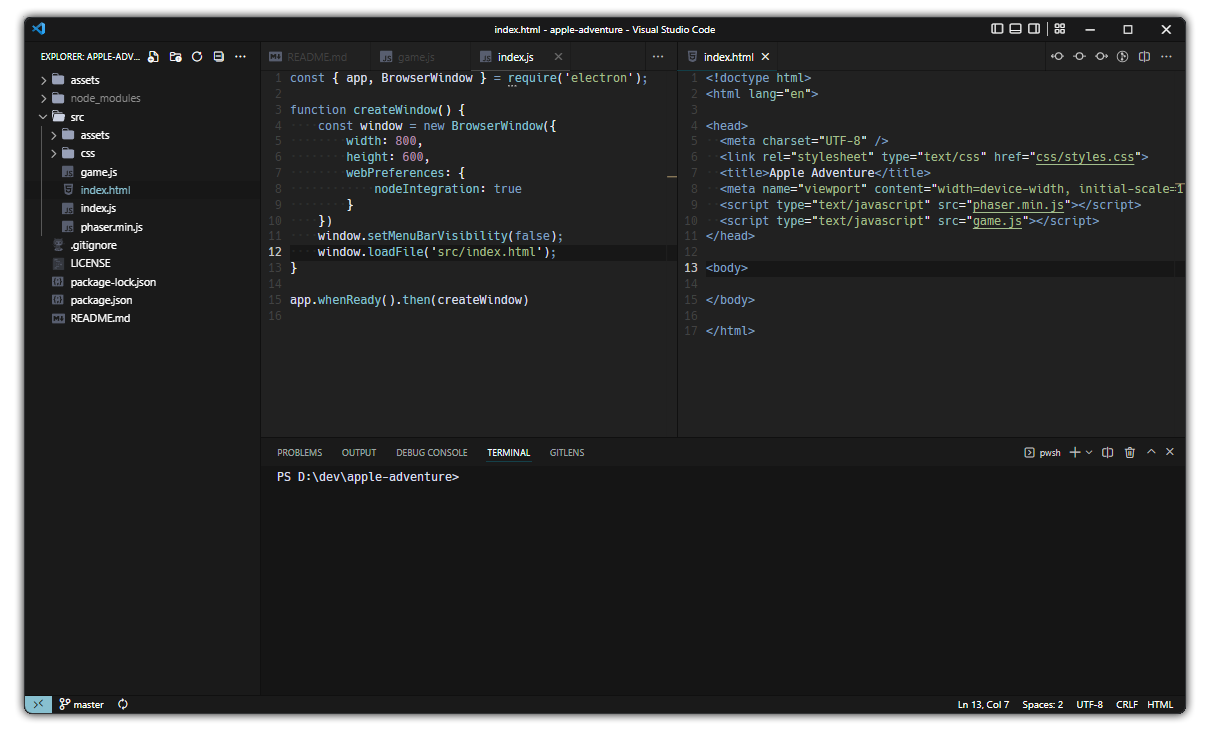 index.html - apple-adventure - Visual Studio Code
EXPLORER: APPLE-ADV...
assets
node_modules
src
assets
css
game.js
index.html
index.js
phaser.min.js
.gitignore
LICENSE
package-lock.json
package.json
README.md
README.md
game.js
index.js
1 const { app, BrowserWindow } = require('electron');
2
3 function createWindow() {
4 const window = new BrowserWindow({
5 width: 800,
6 height: 600,
7 webPreferences: {
8 nodeIntegration: true
9 }
10 })
11 window.setMenuBarVisibility(false);
12 window.loadFile('src/index.html');
13 }
14
15 app.whenReady().then(createWindow)
16
index.html
1 <!doctype html>
2 <html lang="en">
3
4 <head>
5 <meta charset="UTF-8" />
6 <link rel="stylesheet" type="text/css" href="css/styles.css">
7 <title>Apple Adventure</title>
8 <meta name="viewport" content="width=device-width, initial-scale=1
9 <script type="text/javascript" src="phaser.min.js"></script>
10 <script type="text/javascript" src="game.js"></script>
11 </head>
12
13 <body>
14
15 </body>
16
17 </html>
PROBLEMS OUTPUT DEBUG CONSOLE TERMINAL GITLENS
pwsh
PS D:\dev\apple-adventure>
master
Ln 13, Col 7 Spaces: 2 UTF-8 CRLF HTML